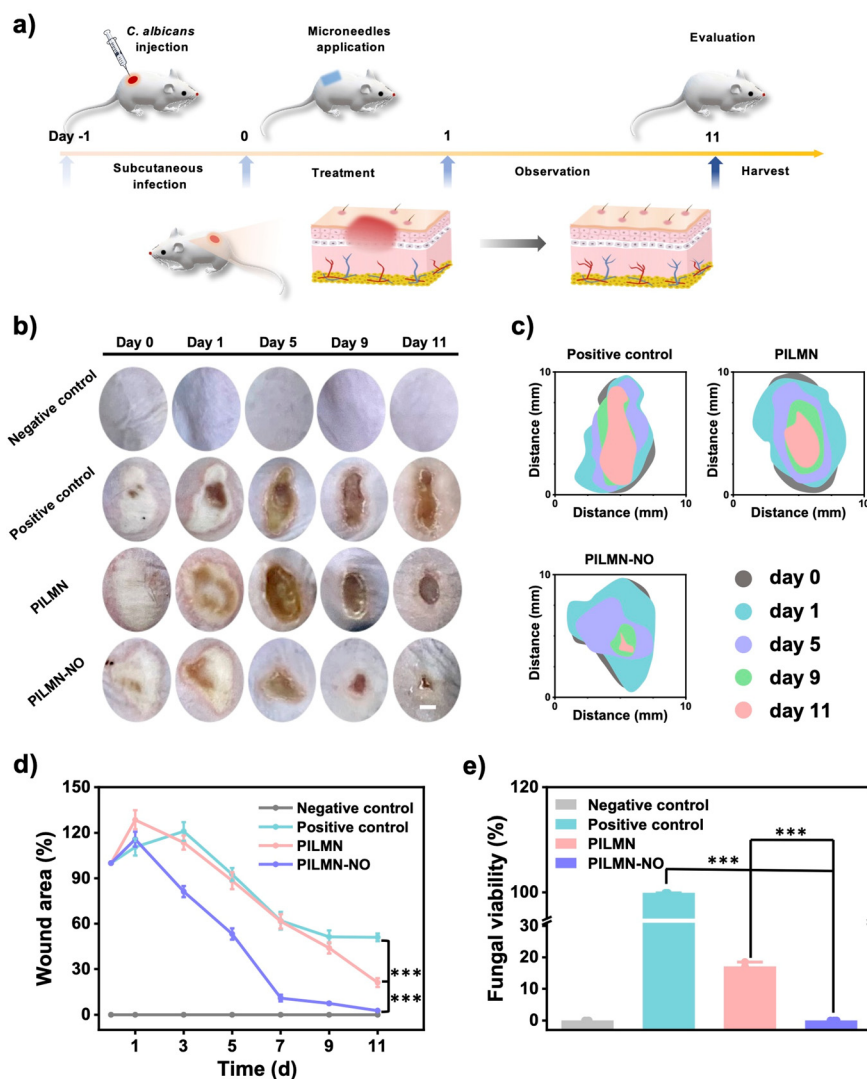 a)
C. albicans
injection
Microneedles
application
Evaluation
Day -1
0
1
11
Subcutaneous
infection
Treatment
Observation
Harvest
b)
Day 0
Day 1
Day 5
Day 9
Day 11
Negative control
Positive control
PILMN
PILMN-NO
c)
Positive control
10
Distance (mm)
0
0
10
Distance (mm)
PILMN
10
Distance (mm)
0
0
10
Distance (mm)
PILMN-NO
10
Distance (mm)
0
0
10
Distance (mm)
day 0
day 1
day 5
day 9
day 11
d)
150
120
90
60
30
0
Wound area (%)
Negative control
Positive control
PILMN
PILMN-NO
***
***
1
3
5
7
9
11
Time (d)
e)
120
100
30
20
10
0
Fungal viability (%)
Negative control
Positive control
PILMN
PILMN-NO
***
***